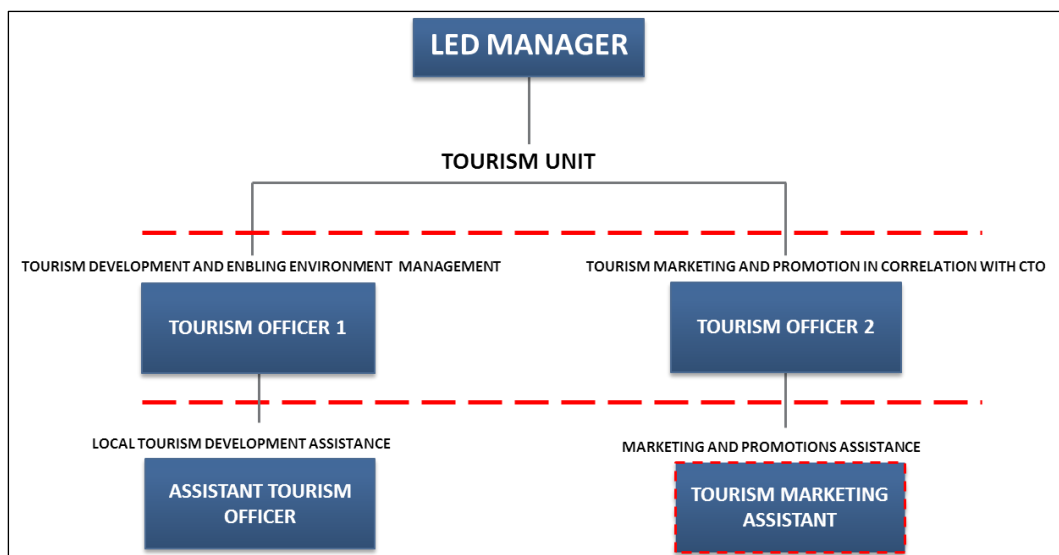 LED MANAGER
TOURISM UNIT
TOURISM DEVELOPMENT AND ENBLING ENVIRONMENT MANAGEMENT
TOURISM MARKETING AND PROMOTION IN CORRELATION WITH CTO
TOURISM OFFICER 1
TOURISM OFFICER 2
LOCAL TOURISM DEVELOPMENT ASSISTANCE
MARKETING AND PROMOTIONS ASSISTANCE
ASSISTANT TOURISM
OFFICER
TOURISM MARKETING
ASSISTANT